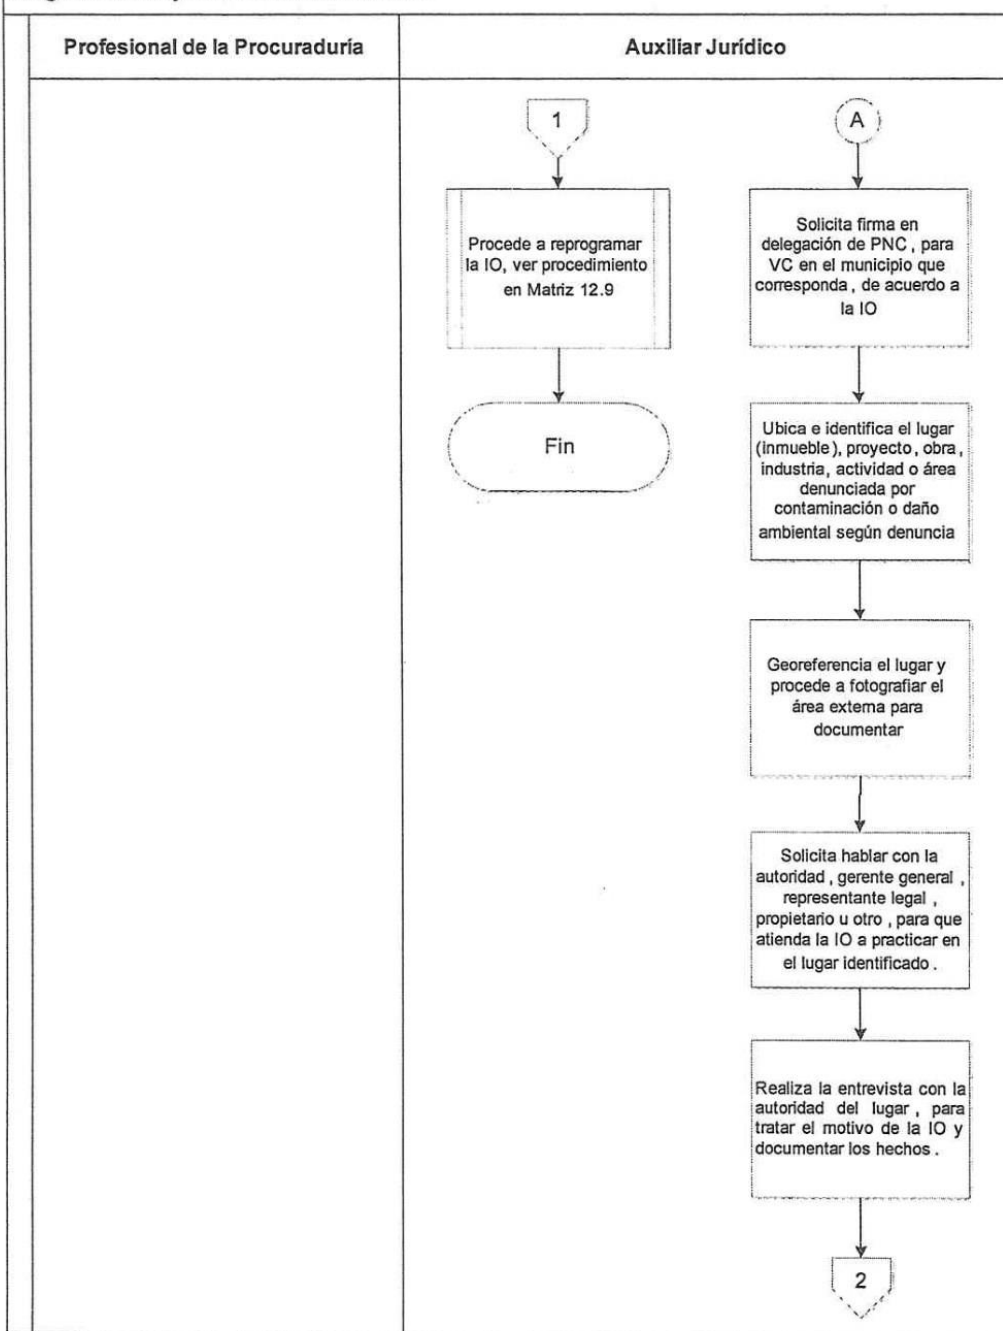 Profesional de la Procuraduría
Auxiliar Jurídico
1
Procede a reprogramar
la IO, ver procedimiento
en Matriz 12.9
Fin
A
Solicita firma en
delegación de PNC , para
VC en el municipio que
corresponda , de acuerdo a
la IO
Ubica e identifica el lugar
(inmueble), proyecto , obra ,
industria, actividad o área
denunciada por
contaminación o daño
ambiental según denuncia
Georeferencia el lugar y
procede a fotografiar el
área externa para
documentar
Solicita hablar con la
autoridad , gerente general ,
representante legal ,
propietario u otro , para que
atienda la IO a practicar en
el lugar identificado .
Realiza la entrevista con la
autoridad del lugar , para
tratar el motivo de la IO y
documentar los hechos .
2